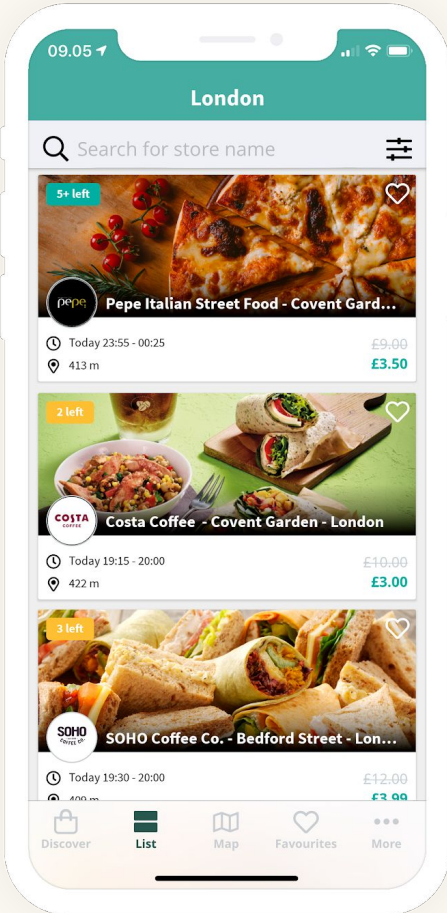 09.05
London
Search for store name
5+ left
pepe
Pepe Italian Street Food - Covent Gard...
Today 23:55 - 00:25
£9.00
413 m
£3.50
2 left
COSTA
COFFEE
Costa Coffee - Covent Garden - London
Today 19:15 - 20:00
£10.00
422 m
£3.00
3 left
SOHO
COFFEE CO.
SOHO Coffee Co. - Bedford Street - Lon...
Today 19:30 - 20:00
£12.00
409 m
£3.99
Discover
List
Map
Favourites
More